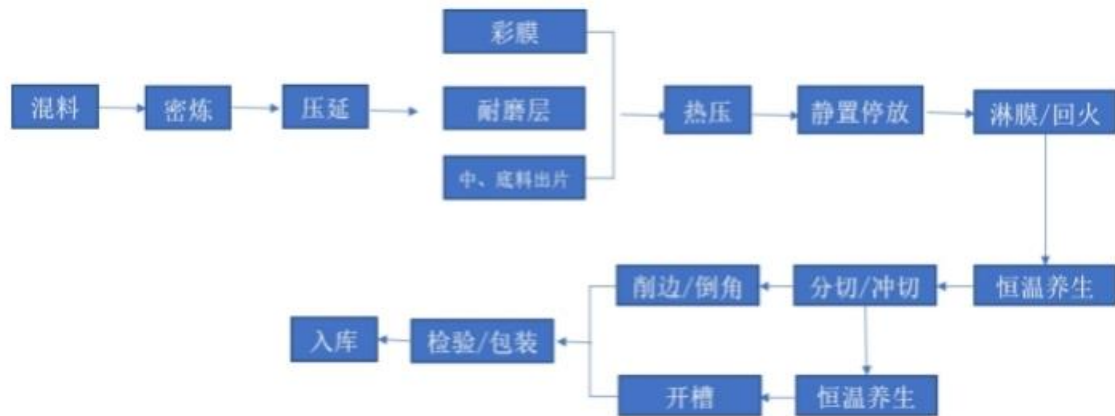 彩膜
混料
密炼
压延
耐磨层
热压
静置停放
淋膜/回火
中、底料出片
削边/倒角
分切/冲切
恒温养生
入库
检验/包装
开槽
恒温养生